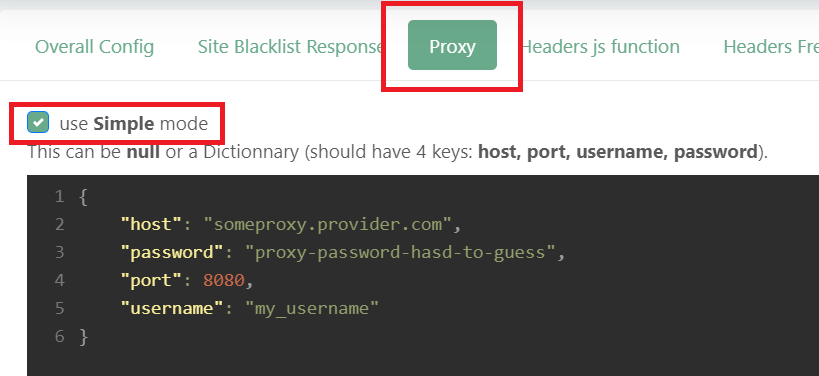 Overall Config Site Blacklist Response Proxy Headers js function Headers Fre
use Simple mode
This can be null or a Dictionnary (should have 4 keys: host, port, username, password).
1 {
2 "host": "someproxy.provider.com",
3 "password": "proxy-password-hasd-to-guess",
4 "port": 8080,
5 "username": "my_username"
6 }